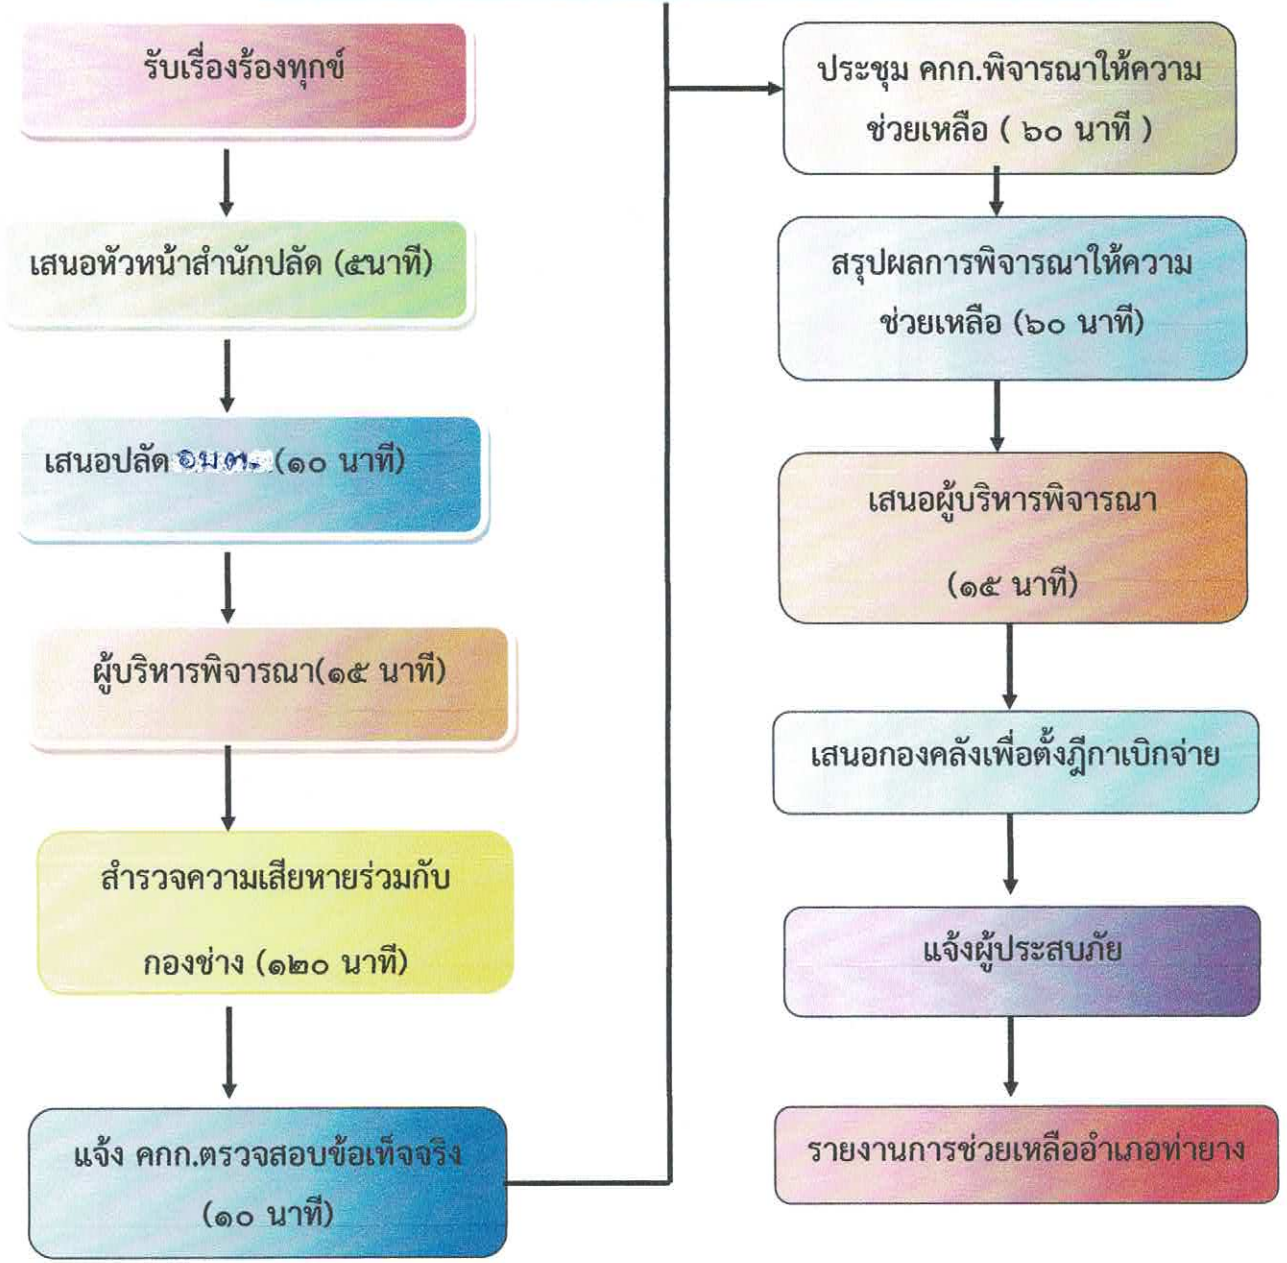 รับเรื่องร้องทุกข์
เสนอหัวหน้าสำนักปลัด (๕นาที)
เสนอปลัด อบต. (๑๐ นาที)
ผู้บริหารพิจารณา(๑๕ นาที)
สำรวจความเสียหายร่วมกับ
กองช่าง (๑๒๐ นาที)
แจ้ง คกก.ตรวจสอบข้อเท็จจริง
(๑๐ นาที)
ประชุม คกก.พิจารณาให้ความ
ช่วยเหลือ ( ๖๐ นาที )
สรุปผลการพิจารณาให้ความ
ช่วยเหลือ (๖๐ นาที)
เสนอผู้บริหารพิจารณา
(๑๕ นาที)
เสนอกองคลังเพื่อตั้งฎีกาเบิกจ่าย
แจ้งผู้ประสบภัย
รายงานการช่วยเหลืออำเภอท่ายาง